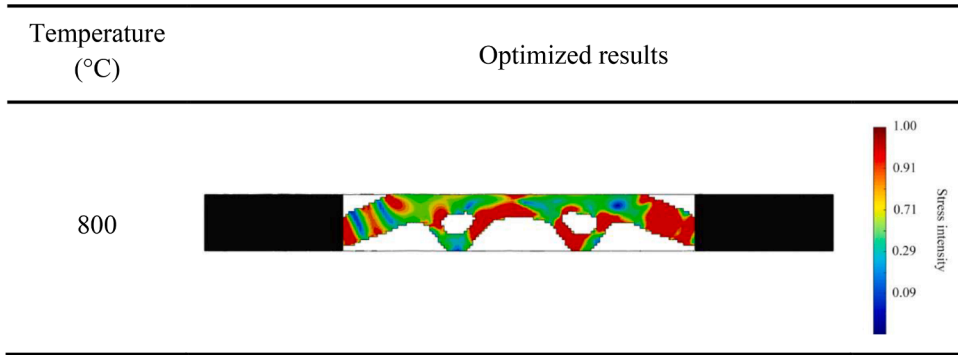 Temperature
(°C)
Optimized results
800
1.00
0.91
0.71
0.29
0.09
Stress intensity